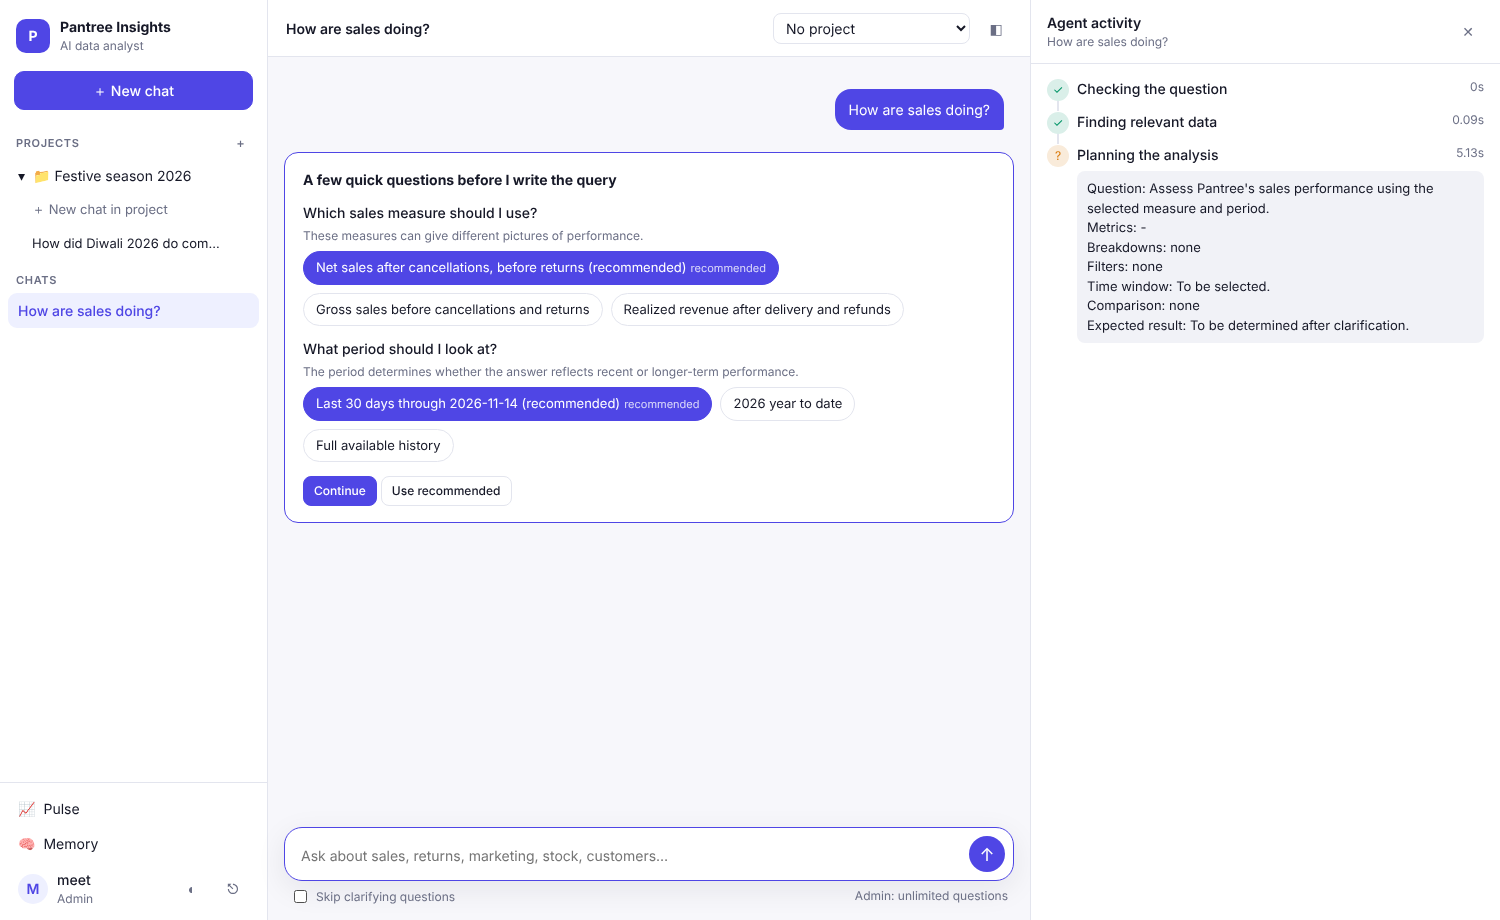 P
Pantree Insights
AI data analyst
+ New chat
PROJECTS +
▼ 📁 Festive season 2026
+ New chat in project
How did Diwali 2026 do com...
CHATS
How are sales doing?
📈 Pulse
🧠 Memory
M
meet
Admin
How are sales doing?
No project
How are sales doing?
A few quick questions before I write the query
Which sales measure should I use?
These measures can give different pictures of performance.
Net sales after cancellations, before returns (recommended) recommended
Gross sales before cancellations and returns
Realized revenue after delivery and refunds
What period should I look at?
The period determines whether the answer reflects recent or longer-term performance.
Last 30 days through 2026-11-14 (recommended) recommended
2026 year to date
Full available history
Continue
Use recommended
Ask about sales, returns, marketing, stock, customers...
Skip clarifying questions
Admin: unlimited questions
Agent activity
How are sales doing?
✕
✓ Checking the question 0s
✓ Finding relevant data 0.09s
? Planning the analysis 5.13s
Question: Assess Pantree's sales performance using the
selected measure and period.
Metrics: -
Breakdowns: none
Filters: none
Time window: To be selected.
Comparison: none
Expected result: To be determined after clarification.